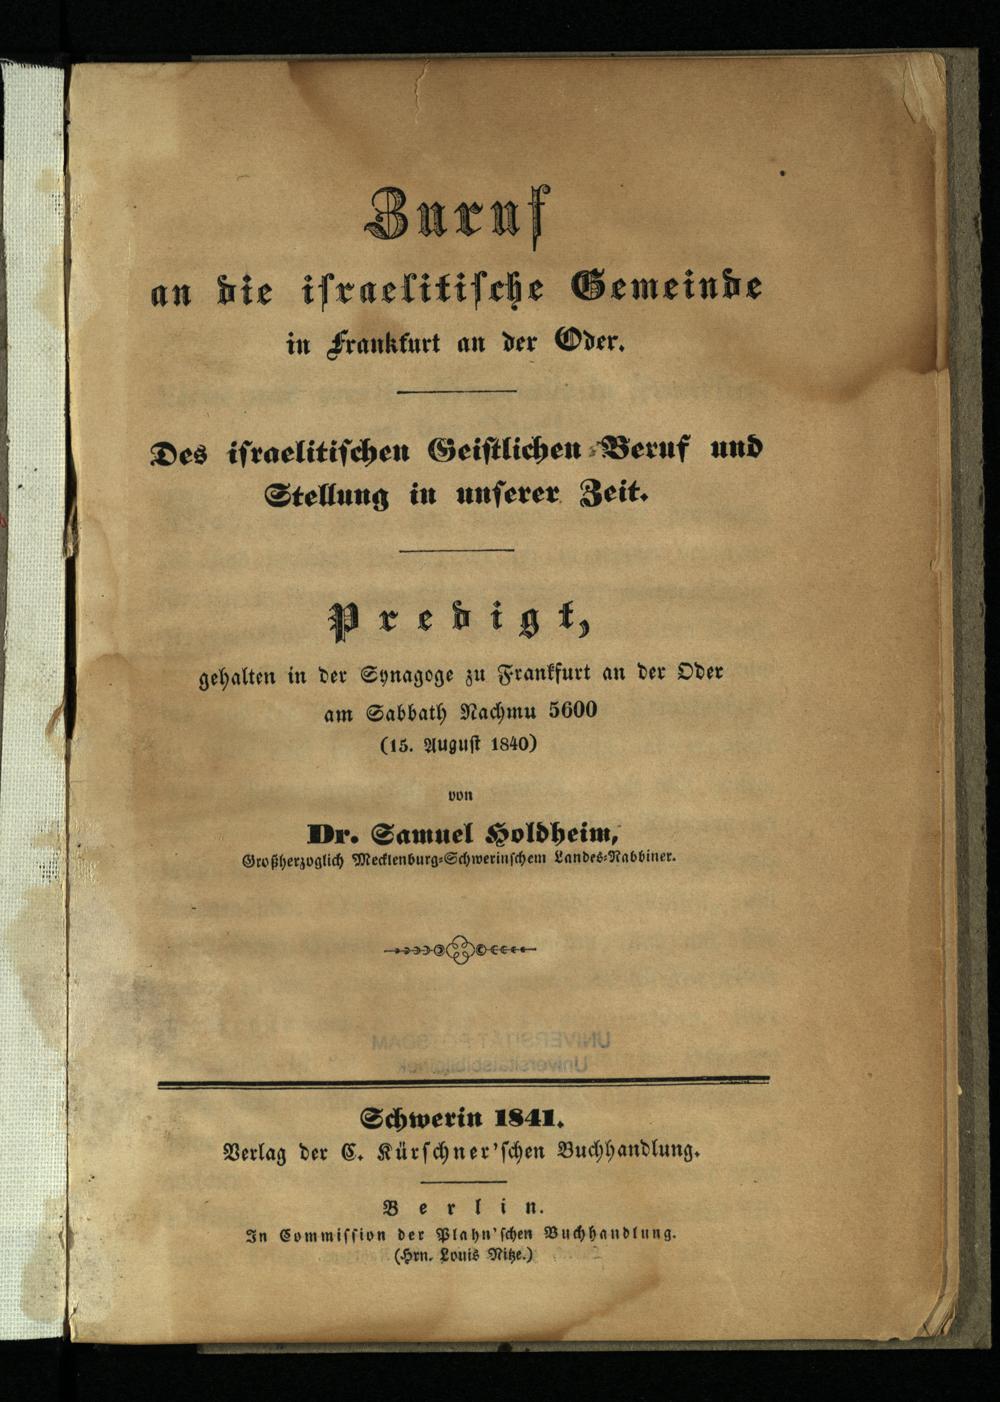 Zuruf
an die israelitische Gemeinde
in Frankfurt an der Oder.
Des israelitischen Geistlichen Beruf und
Stellung in unserer Zeit.
Predigt,
gehalten in der Synagoge zu Frankfurt an der Oder
am Sabbath Nachmu 5600
(15. August 1840)
von
Dr. Samuel Holdheim,
Großherzoglich Mecklenburg-Schwerinschem Landes-Rabbiner.
UNIVERSITÄT POTSDAM
Universitätsbibliothek
Schwerin 1841.
Verlag der C. Kürschner'schen Buchhandlung.
Berlin.
In Commission der Plahn'schen Buchhandlung.
(Hrn. Louis Nitze.)